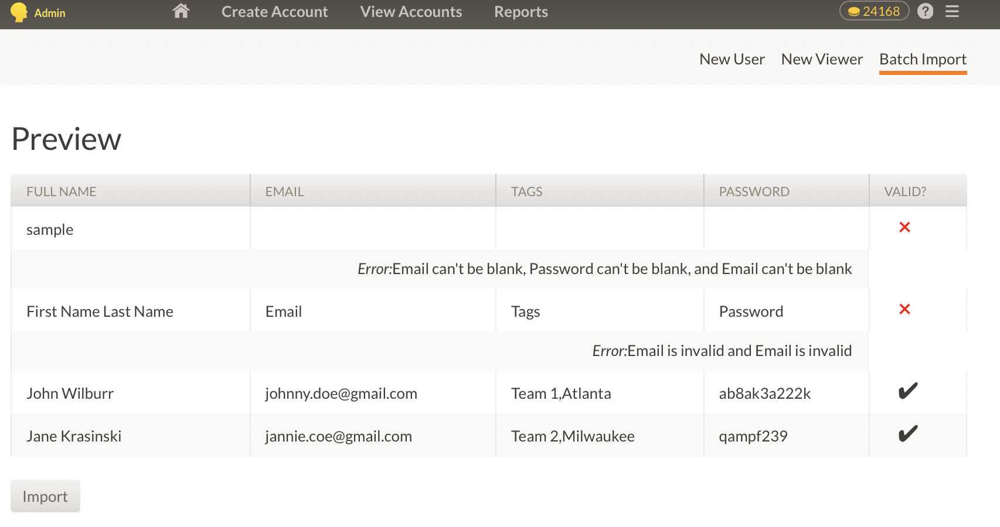 Admin Create Account View Accounts Reports 24168 ?
New User New Viewer Batch Import
Preview
FULL NAME EMAIL TAGS PASSWORD VALID?
sample
Error:Email can't be blank, Password can't be blank, and Email can't be blank
First Name Last Name Email Tags Password
Error:Email is invalid and Email is invalid
John Wilburr johnny.doe@gmail.com Team 1,Atlanta ab8ak3a222k
Jane Krasinski jannie.coe@gmail.com Team 2,Milwaukee qampf239
Import